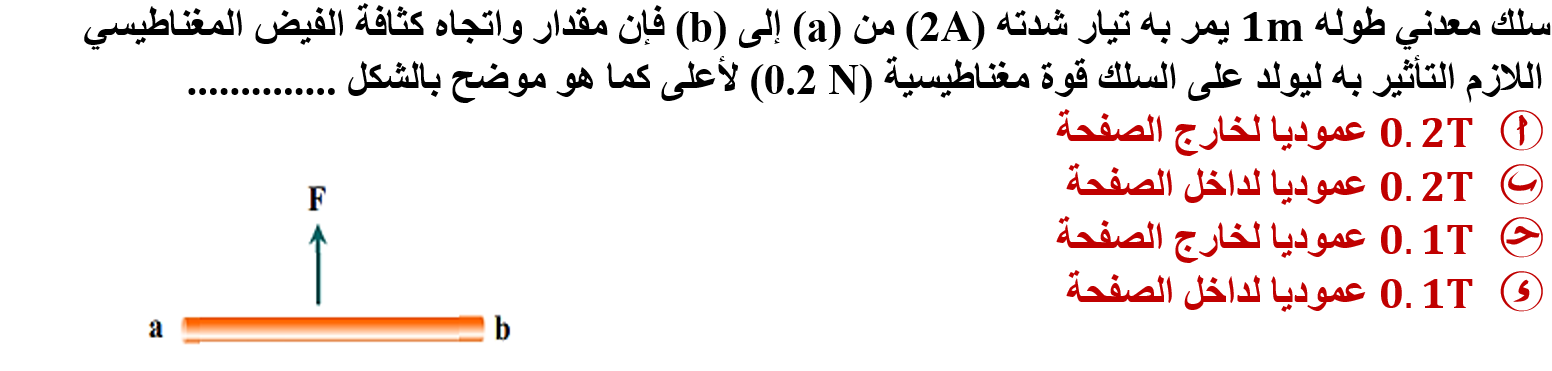 سلك معدني طوله 1m يمر به تيار شدته (2A) من (a) إلى (b) فإن مقدار واتجاه كثافة الفيض المغناطيسي
اللازم التأثير به ليولد على السلك قوة مغناطيسية (0.2 N) لأعلى كما هو موضح بالشكل ..............
أ 0.2T عموديا لخارج الصفحة
ب 0.2T عموديا لداخل الصفحة
ج 0.1T عموديا لخارج الصفحة
د 0.1T عموديا لداخل الصفحة
F
a b